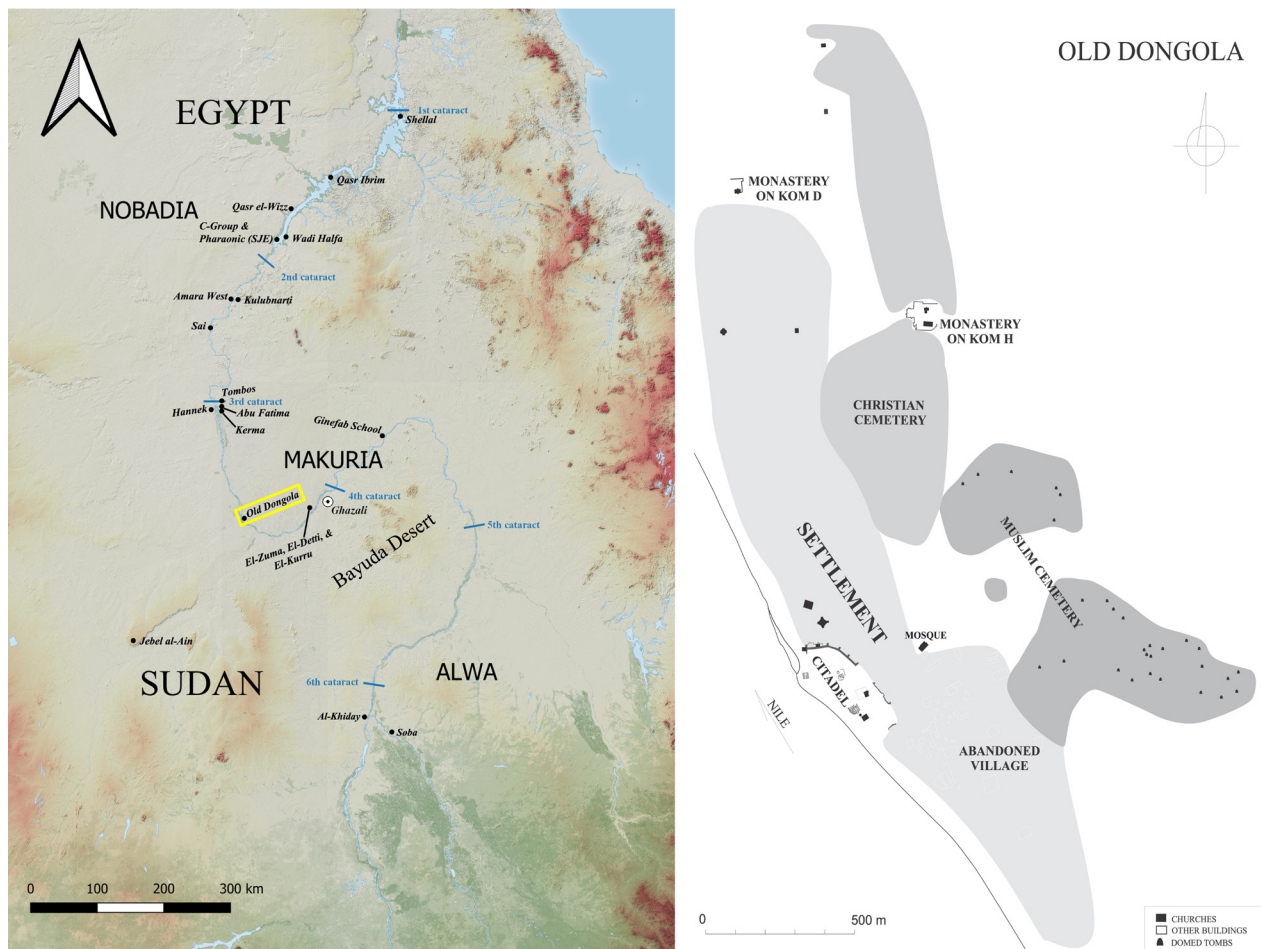 EGYPT
1st cataract
Shellal
Qasr Ibrim
NOBADIA
Qasr el-Wizz
C-Group &
Pharaonic (SJE)
Wadi Halfa
2nd cataract
Amara West
Kulubnarti
Sai
Tombos
3rd cataract
Hannek
Abu Fatima
Kerma
Ginefab School
MAKURIA
4th cataract
Old Dongola
Ghazali
El-Zuma, El-Detti, &
El-Kurru
Bayuda Desert
5th cataract
Jebel al-Ain
SUDAN
ALWA
6th cataract
Al-Khiday
Soba
0 100 200 300 km
OLD DONGOLA
MONASTERY
ON KOM D
MONASTERY
ON KOM H
CHRISTIAN
CEMETERY
MUSLIM CEMETERY
SETTLEMENT
MOSQUE
CITADEL
NILE
ABANDONED
VILLAGE
0 500 m
CHURCHES
OTHER BUILDINGS
DOMED TOMBS